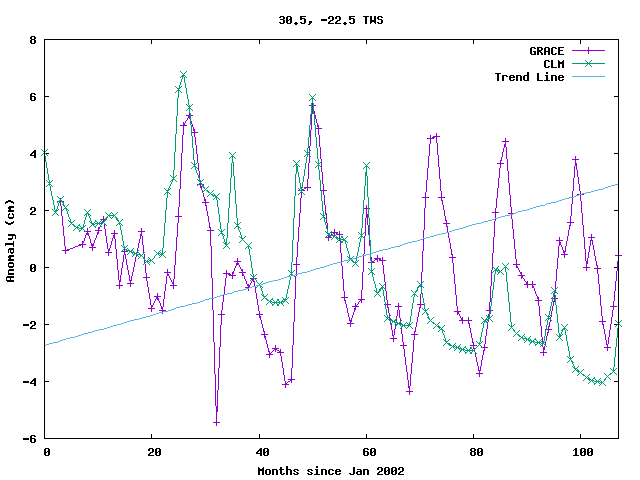 30.5, -22.5 TWS
GRACE
CLM
Trend Line
8
6
4
2
0
-2
-4
-6
Anomaly (cm)
0 20 40 60 80 100
Months since Jan 2002